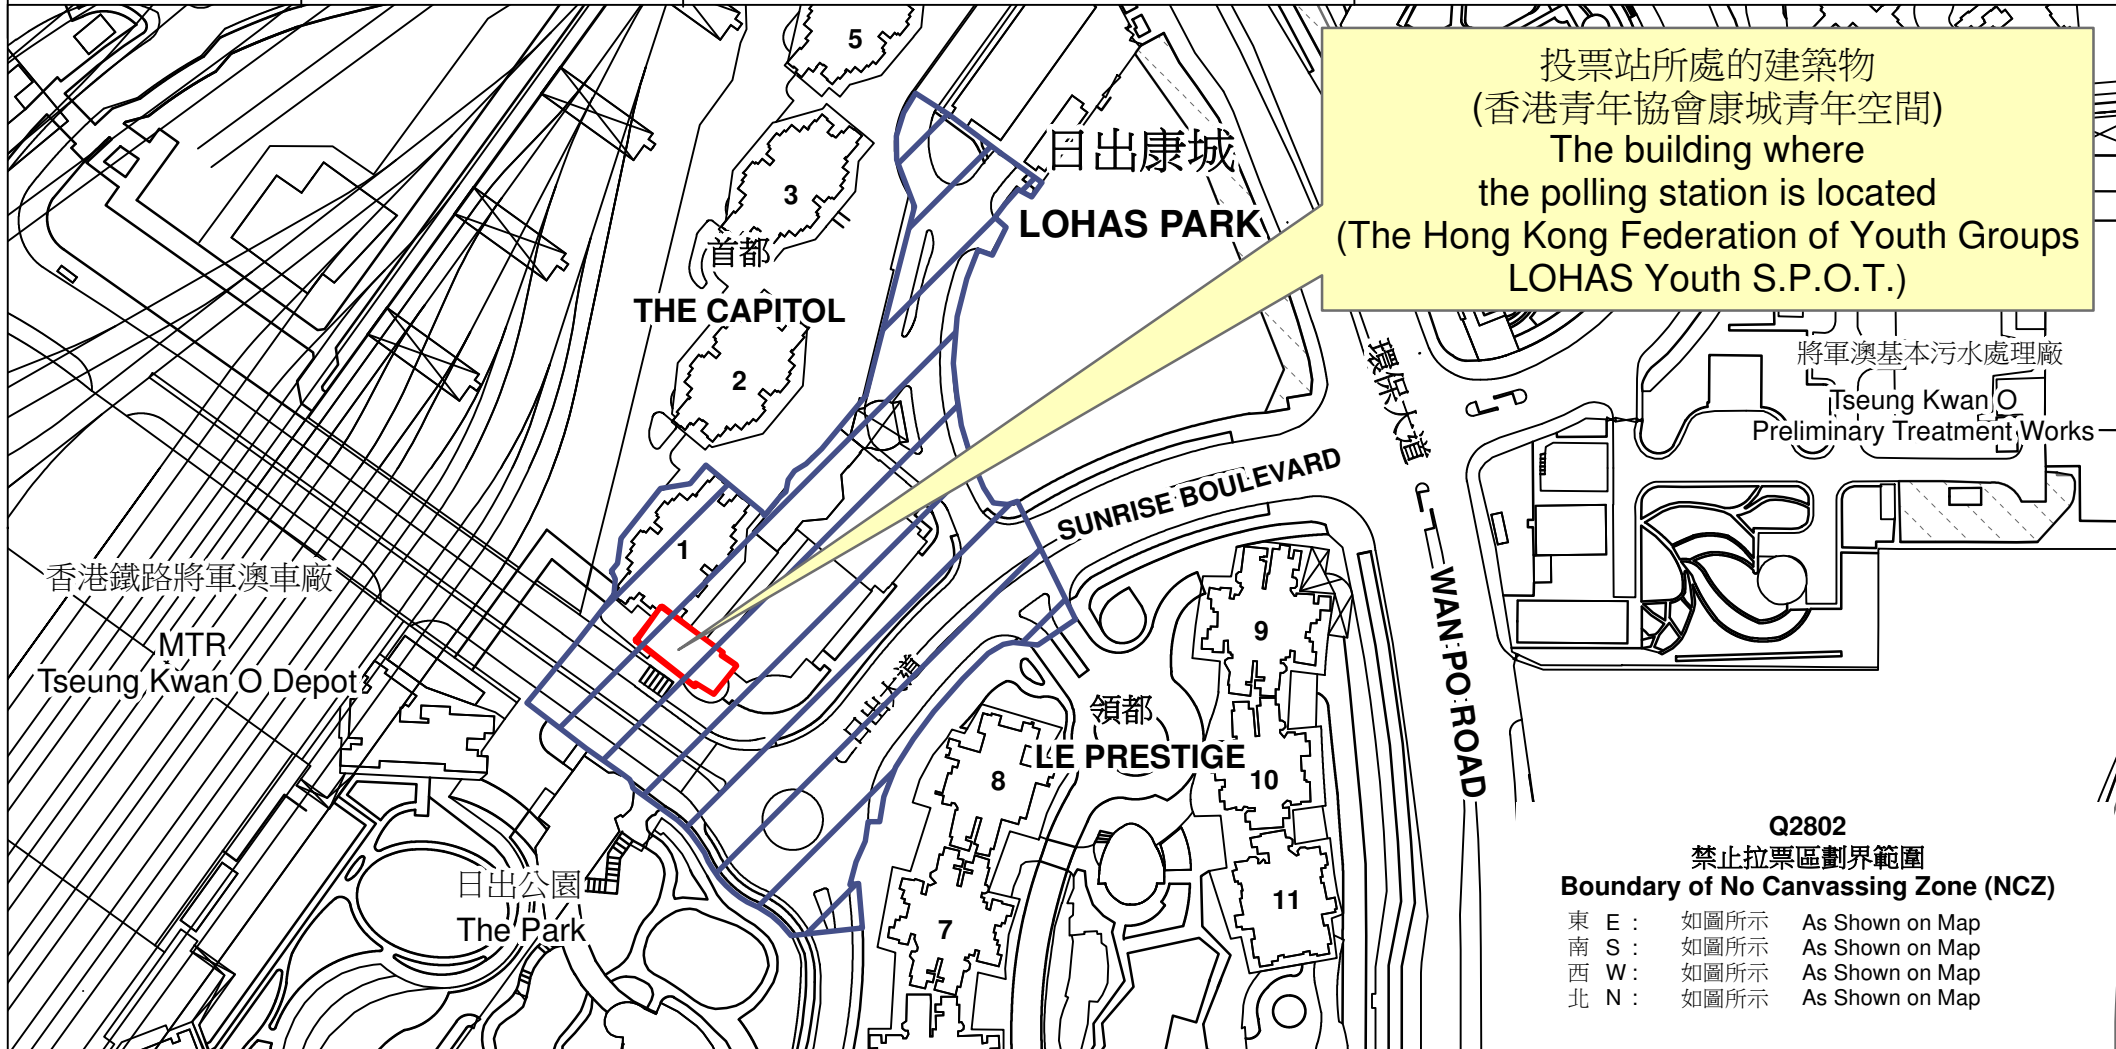 5
投票站所處的建築物
(香港青年協會康城青年空間)
The building where
the polling station is located
(The Hong Kong Federation of Youth Groups
LOHAS Youth S.P.O.T.)
日出康城
LOHAS PARK
3
首都
THE CAPITOL
2
環保大道
將軍澳基本污水處理廠
Tseung Kwan O
Preliminary Treatment Works
SUNRISE BOULEVARD
1
香港鐵路將軍澳車廠
MTR
Tseung Kwan O Depot
WAN PO ROAD
9
日出大道
領都
LE PRESTIGE
8
10
日出公園
The Park
7
11
Q2802
禁止拉票區劃界範圍
Boundary of No Canvassing Zone (NCZ)
東 E : 如圖所示 As Shown on Map
南 S : 如圖所示 As Shown on Map
西 W : 如圖所示 As Shown on Map
北 N : 如圖所示 As Shown on Map